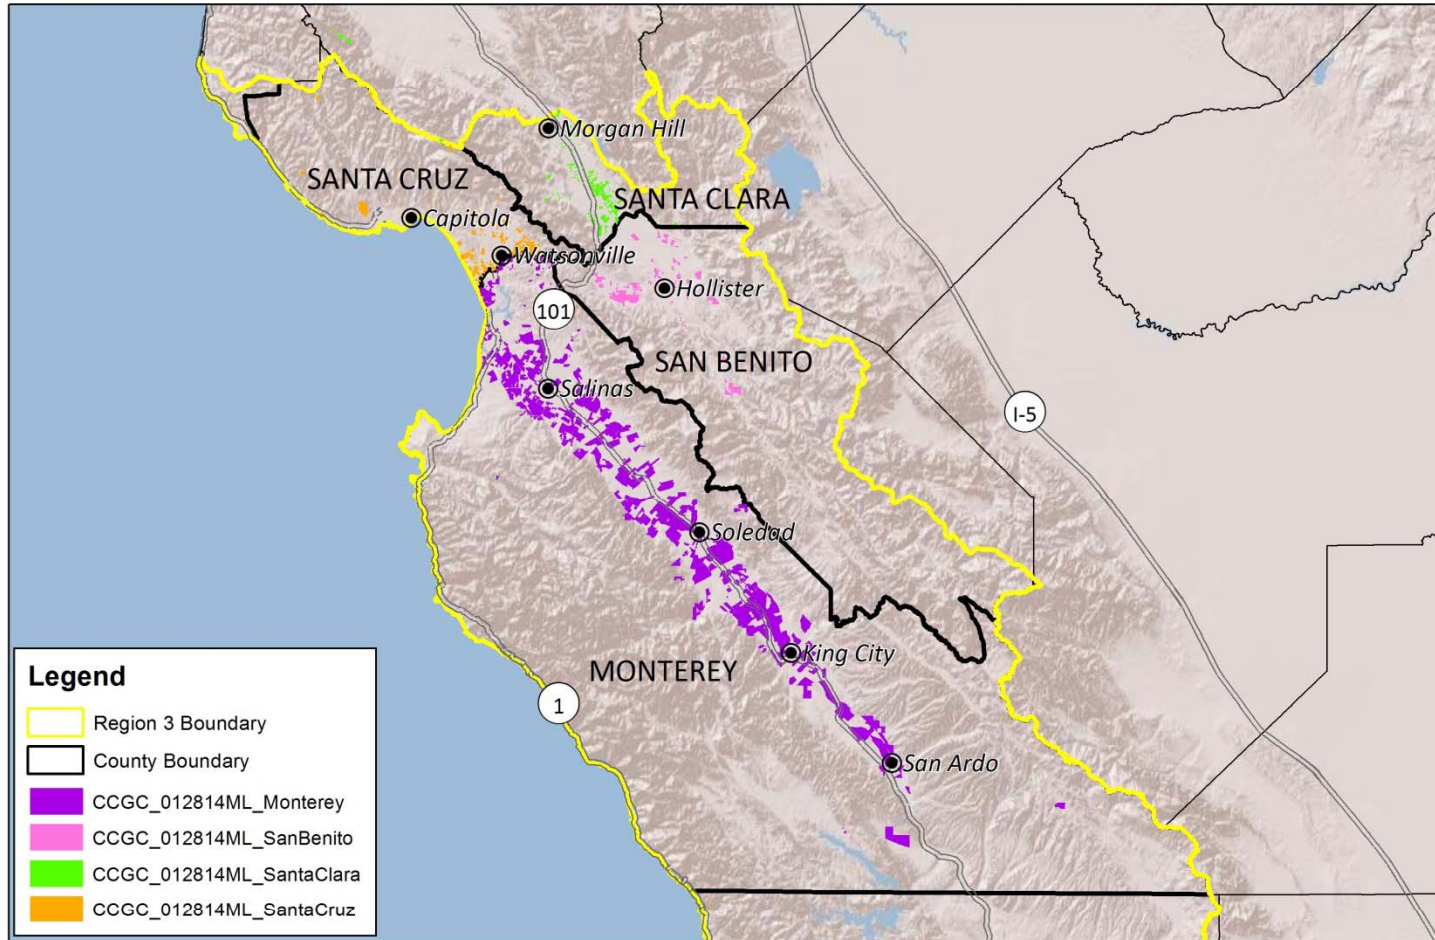 Morgan Hill
SANTA CRUZ
SANTA CLARA
Capitola
Watsonville
Hollister
101
SAN BENITO
Salinas
I-5
Soledad
King City
MONTEREY
1
San Ardo
Legend
Region 3 Boundary
County Boundary
CCGC_012814ML_Monterey
CCGC_012814ML_SanBenito
CCGC_012814ML_SantaClara
CCGC_012814ML_SantaCruz